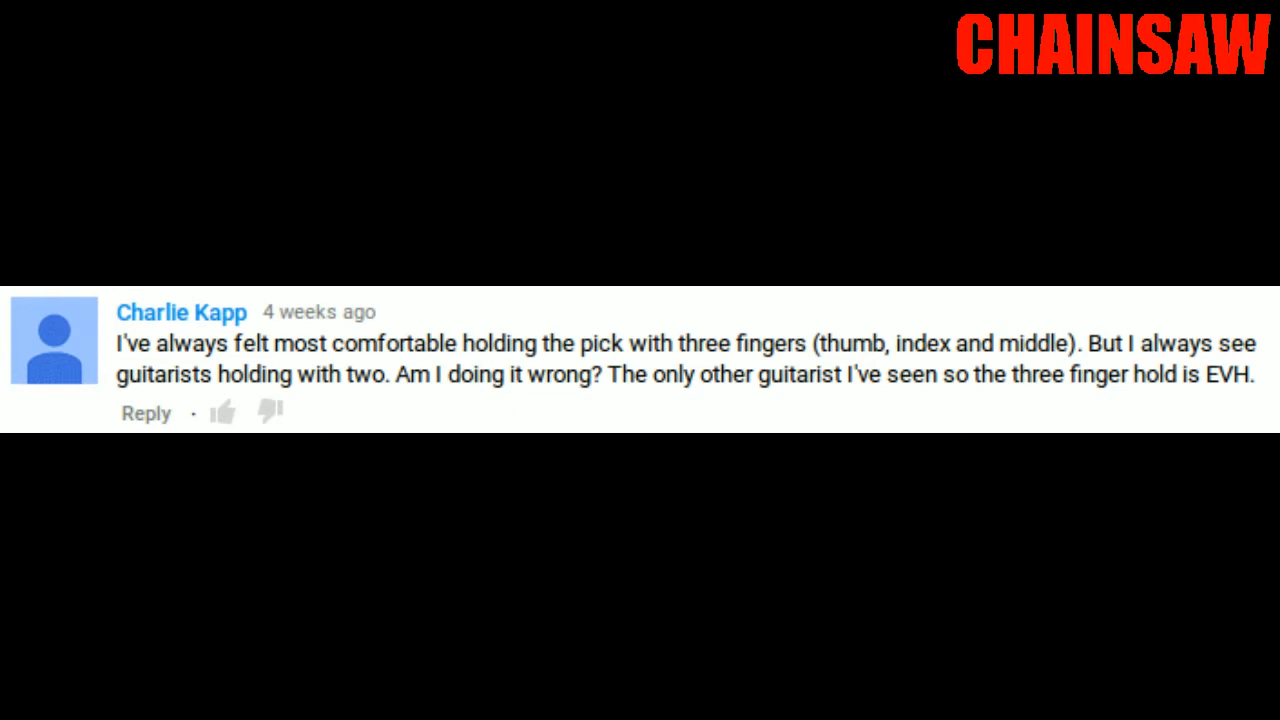 CHAINSAW
Charlie Kapp 4 weeks ago
I've always felt most comfortable holding the pick with three fingers (thumb, index and middle). But I always see
guitarists holding with two. Am I doing it wrong? The only other guitarist I've seen so the three finger hold is EVH.
Reply ·